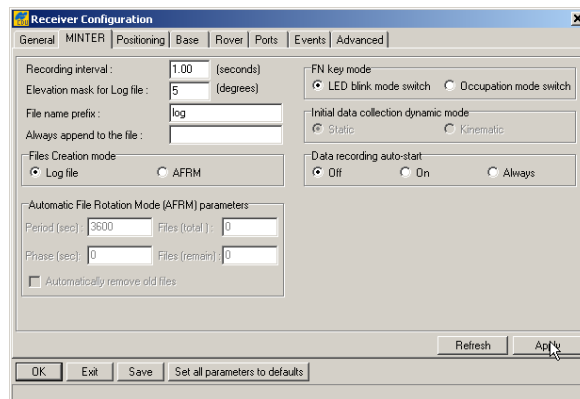 Receiver Configuration
General MINTER Positioning Base Rover Ports Events Advanced
Recording interval : 1.00 (seconds)
Elevation mask for Log file : 5 (degrees)
File name prefix : log
Always append to the file :
Files Creation mode
Log file AFRM
Automatic File Rotation Mode (AFRM) parameters
Period (sec) : 3600 Files (total ) : 0
Phase (sec): 0 Files (remain) : 0
Automatically remove old files
FN key mode
LED blink mode switch Occupation mode switch
Initial data collection dynamic mode
Static Kinematic
Data recording auto-start
Off On Always
Refresh Apply
OK Exit Save Set all parameters to defaults